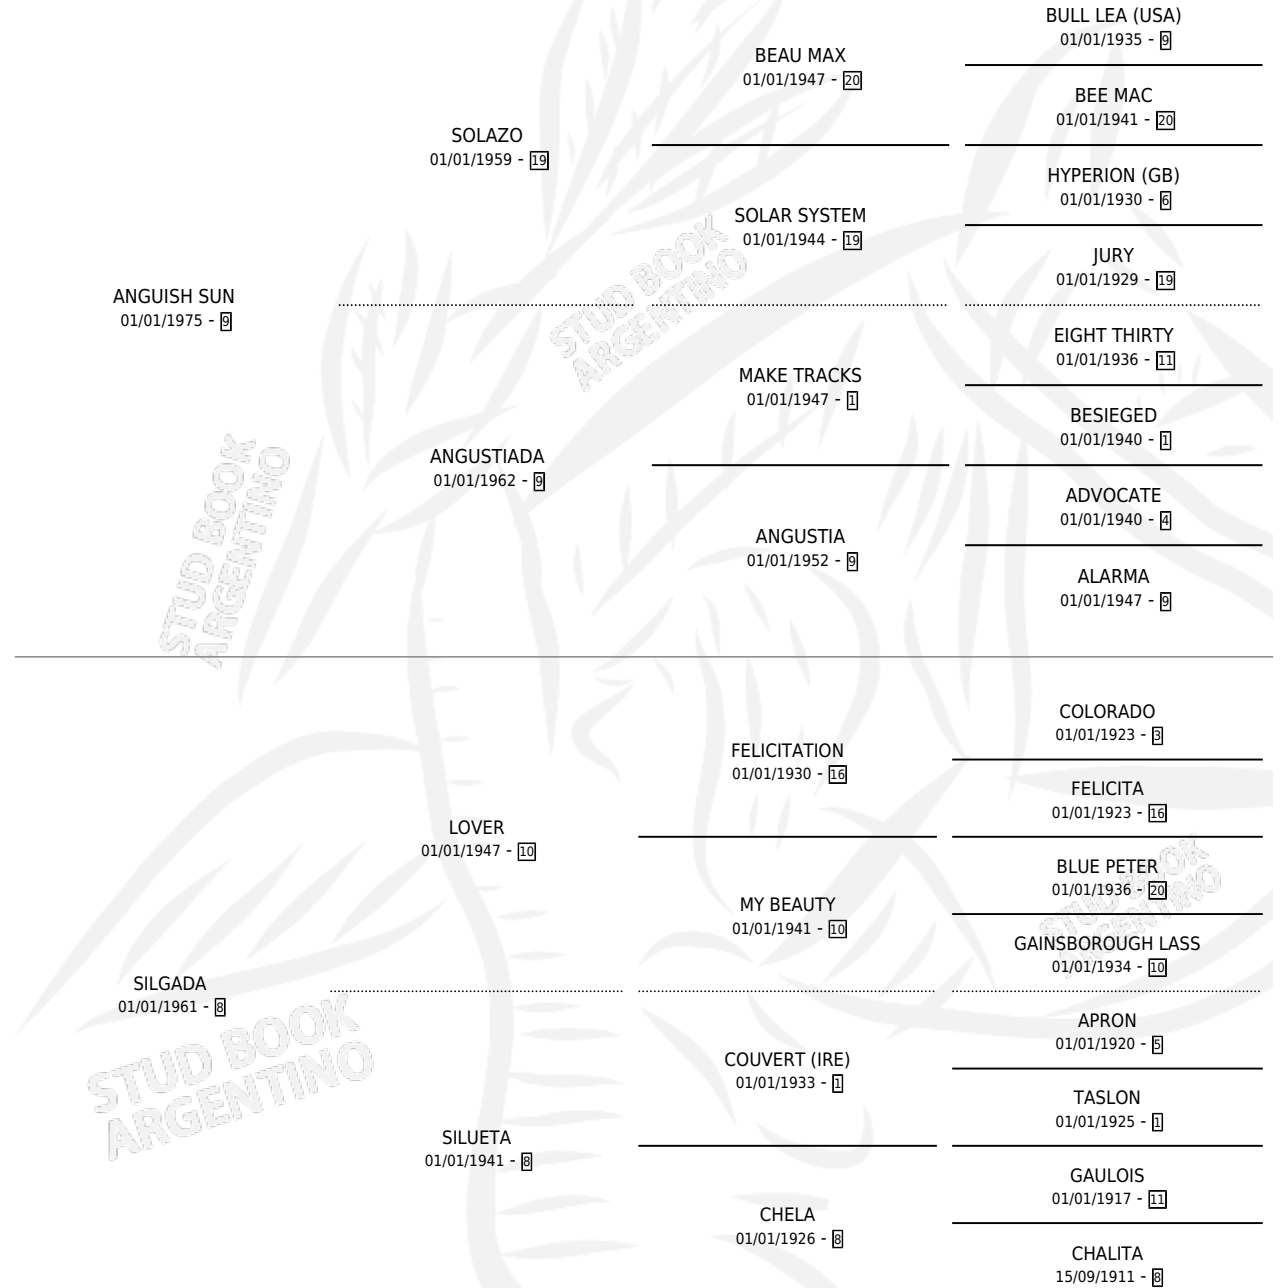 BULL LEA (USA)
01/01/1935 - 9
BEAU MAX
01/01/1947 - 20
BEE MAC
01/01/1941 - 20
SOLAZO
01/01/1959 - 19
HYPERION (GB)
01/01/1930 - 6
SOLAR SYSTEM
01/01/1944 - 19
JURY
01/01/1929 - 19
ANGUISH SUN
01/01/1975 - 9
EIGHT THIRTY
01/01/1936 - 11
MAKE TRACKS
01/01/1947 - 1
BESIEGED
01/01/1940 - 1
ANGUSTIADA
01/01/1962 - 9
ADVOCATE
01/01/1940 - 4
ANGUSTIA
01/01/1952 - 9
ALARMA
01/01/1947 - 9
STUD BOOK
ARGENTINO
STUD BOOK
ARGENTINO
COLORADO
01/01/1923 - 3
FELICITATION
01/01/1930 - 16
FELICITA
01/01/1923 - 16
LOVER
01/01/1947 - 10
BLUE PETER
01/01/1936 - 20
MY BEAUTY
01/01/1941 - 10
GAINSBOROUGH LASS
01/01/1934 - 10
SILGADA
01/01/1961 - 8
APRON
01/01/1920 - 5
COUVERT (IRE)
01/01/1933 - 1
TASLON
01/01/1925 - 1
SILUETA
01/01/1941 - 8
GAULOIS
01/01/1917 - 11
CHELA
01/01/1926 - 8
CHALITA
15/09/1911 - 8
STUD BOOK
ARGENTINO
STUD BOOK
ARGENTINO